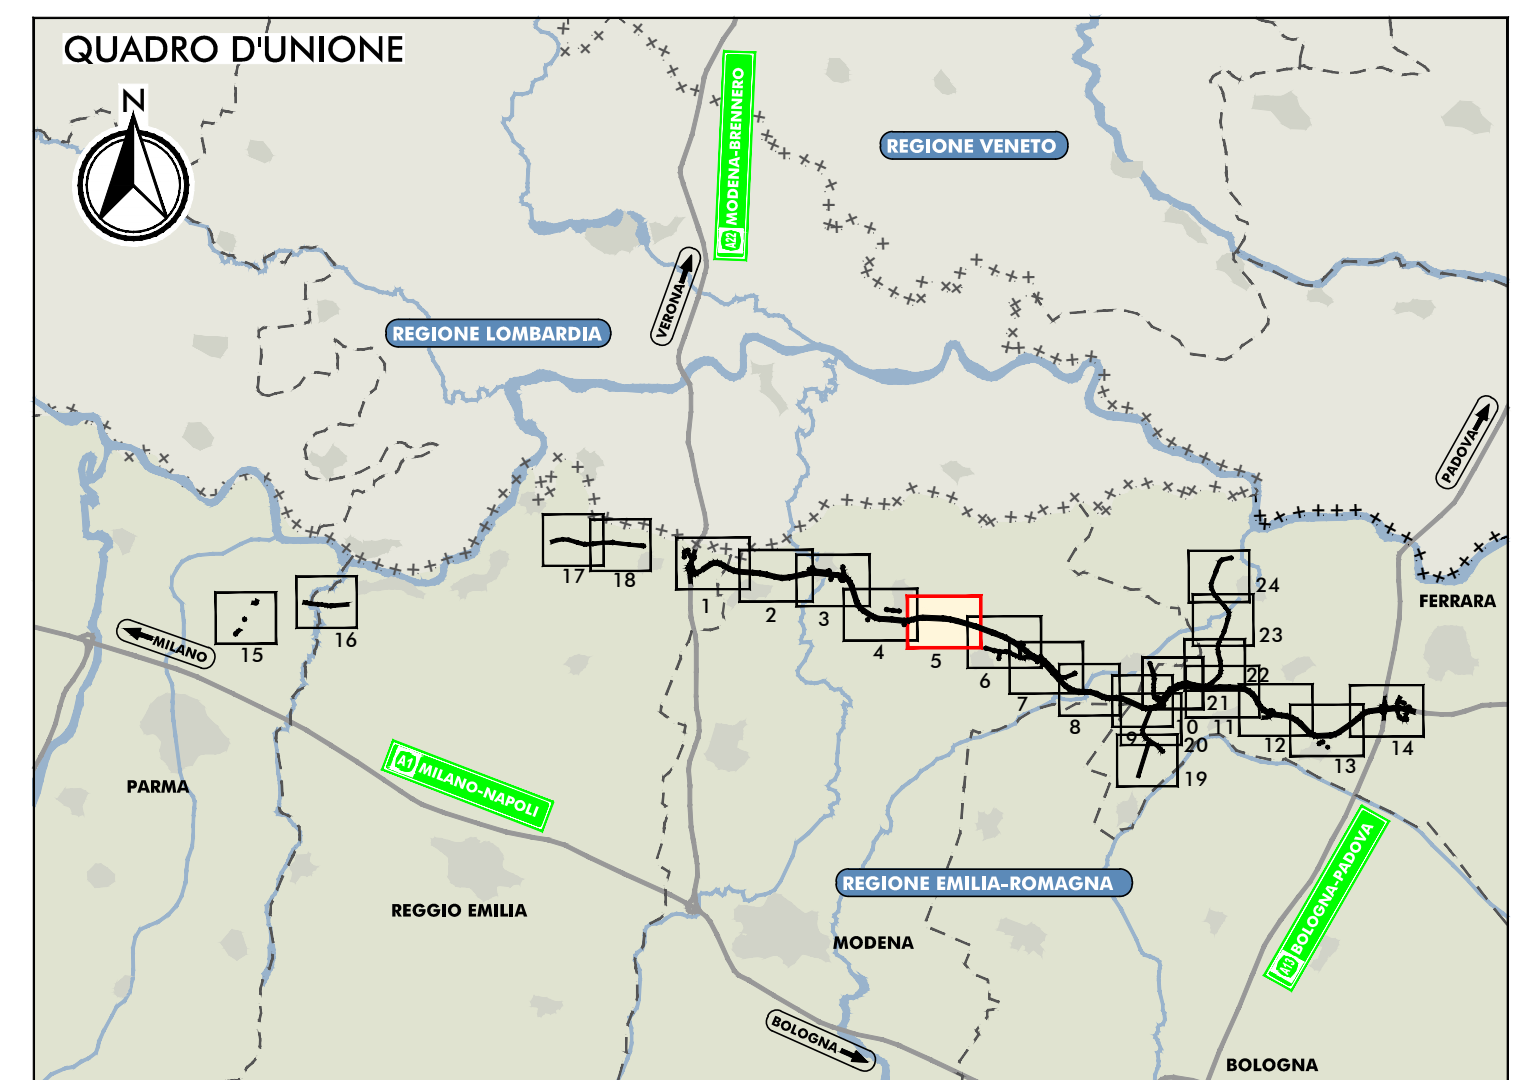 QUADRO D'UNIONE
N
A22 MODENA-BRENNERO
REGIONE VENETO
VERONA
REGIONE LOMBARDIA
PADOVA
17
18
1
2
3
4
5
6
7
8
9
10
11
12
13
14
15
16
19
20
21
22
23
24
FERRARA
MILANO
PARMA
A1 MILANO-NAPOLI
REGGIO EMILIA
REGIONE EMILIA-ROMAGNA
MODENA
A13 BOLOGNA-PADOVA
BOLOGNA
BOLOGNA